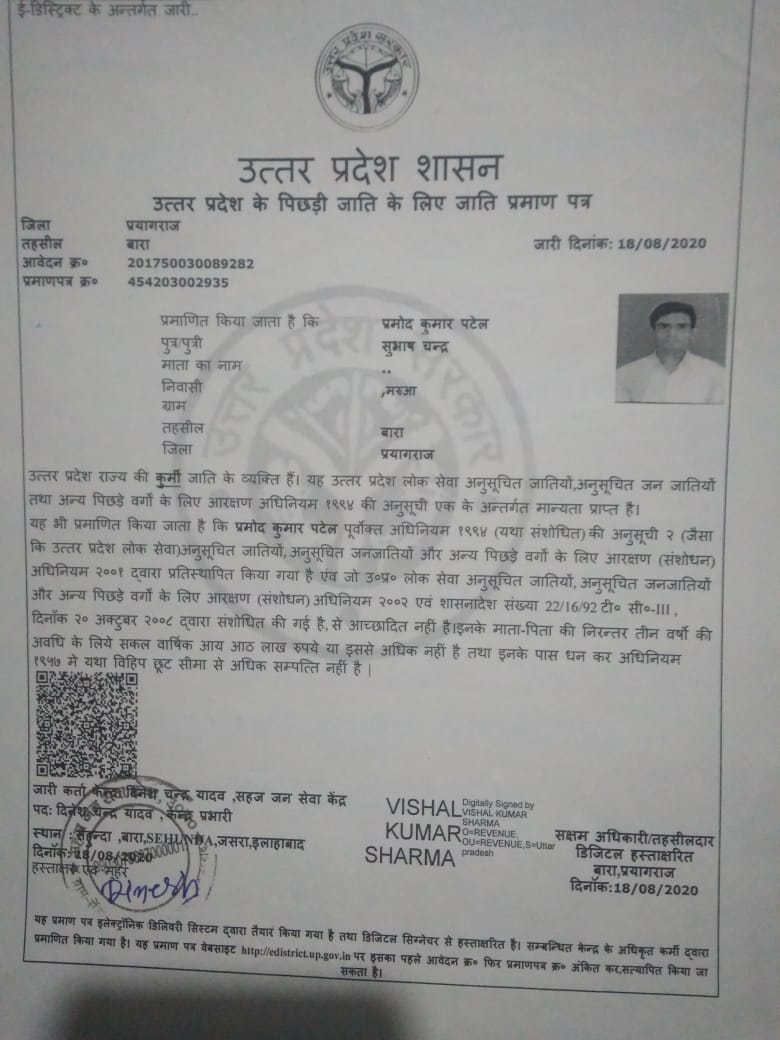 ई-डिस्ट्रिक्ट के अन्तर्गत जारी..
उत्तर प्रदेश सरकार
उत्तर प्रदेश शासन
उत्तर प्रदेश के पिछड़ी जाति के लिए जाति प्रमाण पत्र
जिला प्रयागराज
तहसील बारा जारी दिनांक: 18/08/2020
आवेदन क्र० 201750030089282
प्रमाणपत्र क्र० 454203002935
प्रमाणित किया जाता है कि प्रमोद कुमार पटेल
पुत्र/पुत्री सुभाष चन्द्र
माता का नाम ..
निवासी ,मरुआ
ग्राम
तहसील बारा
जिला प्रयागराज
उत्तर प्रदेश राज्य की कुर्मी जाति के व्यक्ति हैं। यह उत्तर प्रदेश लोक सेवा अनुसूचित जातियों,अनुसूचित जन जातियों
तथा अन्य पिछड़े वर्गो के लिए आरक्षण अधिनियम १९९४ की अनुसूची एक के अन्तर्गत मान्यता प्राप्त है।
यह भी प्रमाणित किया जाता है कि प्रमोद कुमार पटेल पूर्वोक्त अधिनियम १९९४ (यथा संशोधित) की अनुसूची २ (जैसा
कि उत्तर प्रदेश लोक सेवा)अनुसूचित जातियों, अनुसूचित जनजातियों और अन्य पिछड़े वर्गो के लिए आरक्षण (संशोधन)
अधिनियम २००१ द्वारा प्रतिस्थापित किया गया है एंव जो उ०प्र० लोक सेवा अनुसूचित जातियों, अनुसूचित जनजातियों
और अन्य पिछड़े वर्गो के लिए आरक्षण (संशोधन) अधिनियम २००२ एवं शासनादेश संख्या 22/16/92 टी० सी०-III ,
दिनाँक २० अक्टुबर २००८ द्वारा संशोधित की गई है, से आच्छादित नहीं है।इनके माता-पिता की निरन्तर तीन वर्षो की
अवधि के लिये सकल वार्षिक आय आठ लाख रुपये या इससे अधिक नहीं है तथा इनके पास धन कर अधिनियम
१९५७ मे यथा विहिप छूट सीमा से अधिक सम्पत्ति नहीं है |
जारी कर्ता केन्द्र: दिनेश चन्द्र यादव ,सहज जन सेवा केंद्र
पद: दिनेश चन्द्र यादव , केन्द्र प्रभारी
स्थान : सेहुन्दा ,बारा,SEHUNDA,जसरा,इलाहाबाद
दिनाँक: 18/08/2020
हस्ताक्षर एवं मुहर
VISHAL KUMAR SHARMA
Digitally Signed by
VISHAL KUMAR
SHARMA
O=REVENUE,
OU=REVENUE,S=Uttar
pradesh
सक्षम अधिकारी/तहसीलदार
डिजिटल हस्ताक्षरित
बारा,प्रयागराज
दिनाँक:18/08/2020
यह प्रमाण पत्र इलेक्ट्रॉनिक डिलिवरी सिस्टम द्वारा तैयार किया गया है तथा डिजिटल सिग्नेचर से हस्ताक्षरित है। सम्बन्धित केन्द्र के अधिकृत कर्मी द्वारा
प्रमाणित किया गया है। यह प्रमाण पत्र वेबसाइट http://edistrict.up.gov.in पर इसका पहले आवेदन क्र० फिर प्रमाणपत्र क्र० अंकित कर,सत्यापित किया जा
सकता है।